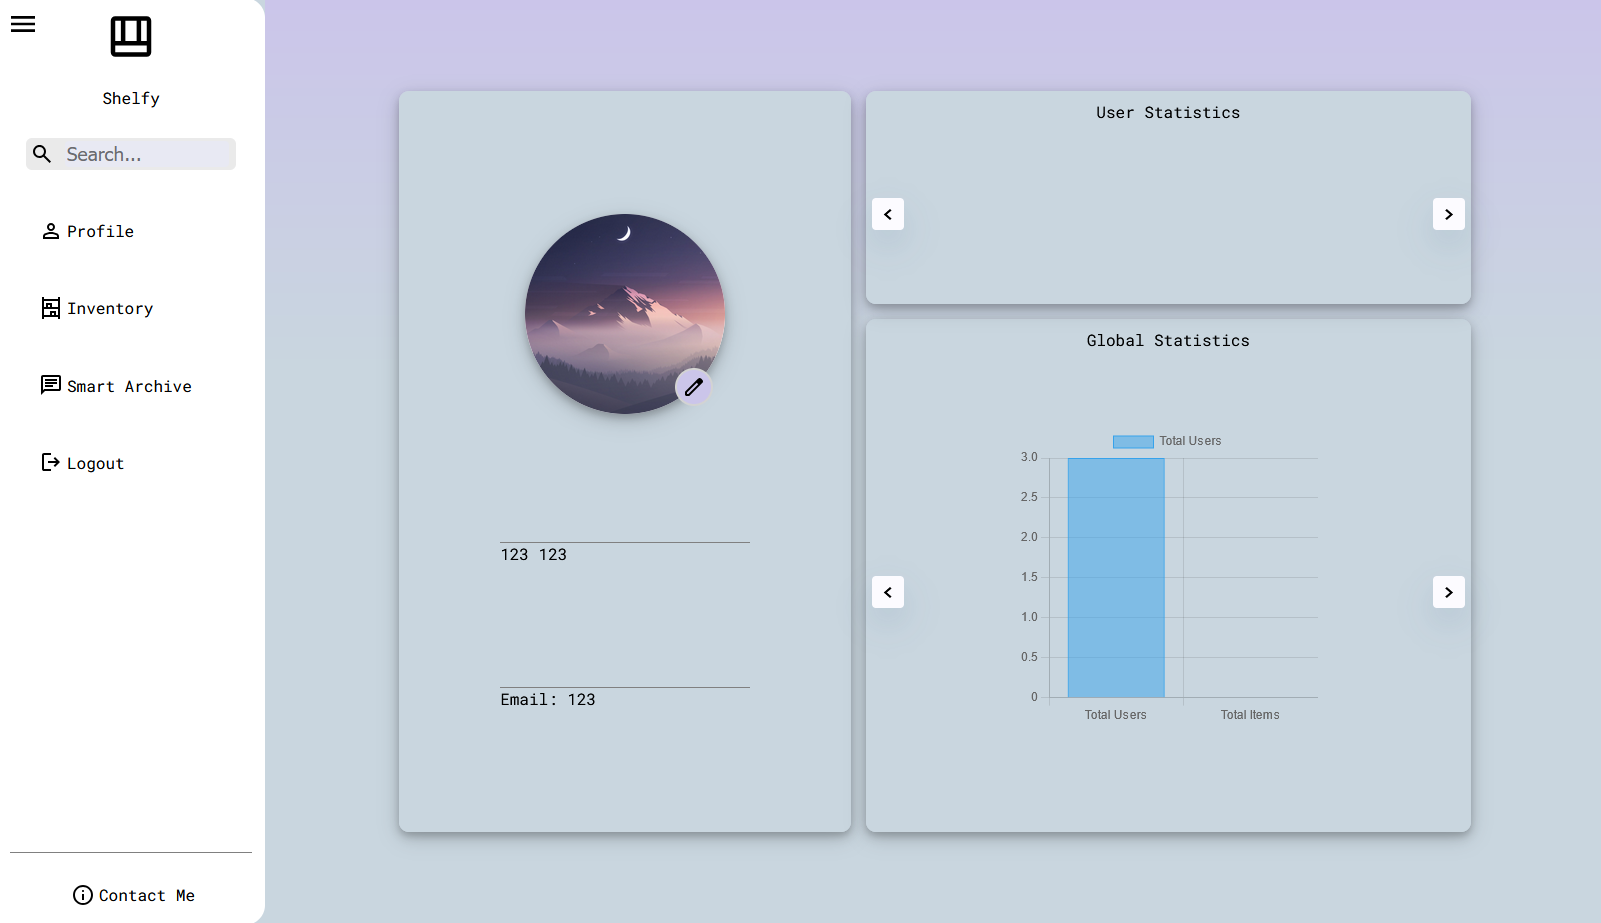 Shelfy
Search...
Profile
Inventory
Smart Archive
Logout
Contact Me
123 123
Email: 123
User Statistics
Global Statistics
Total Users
3.0
2.5
2.0
1.5
1.0
0.5
0
Total Users
Total Items